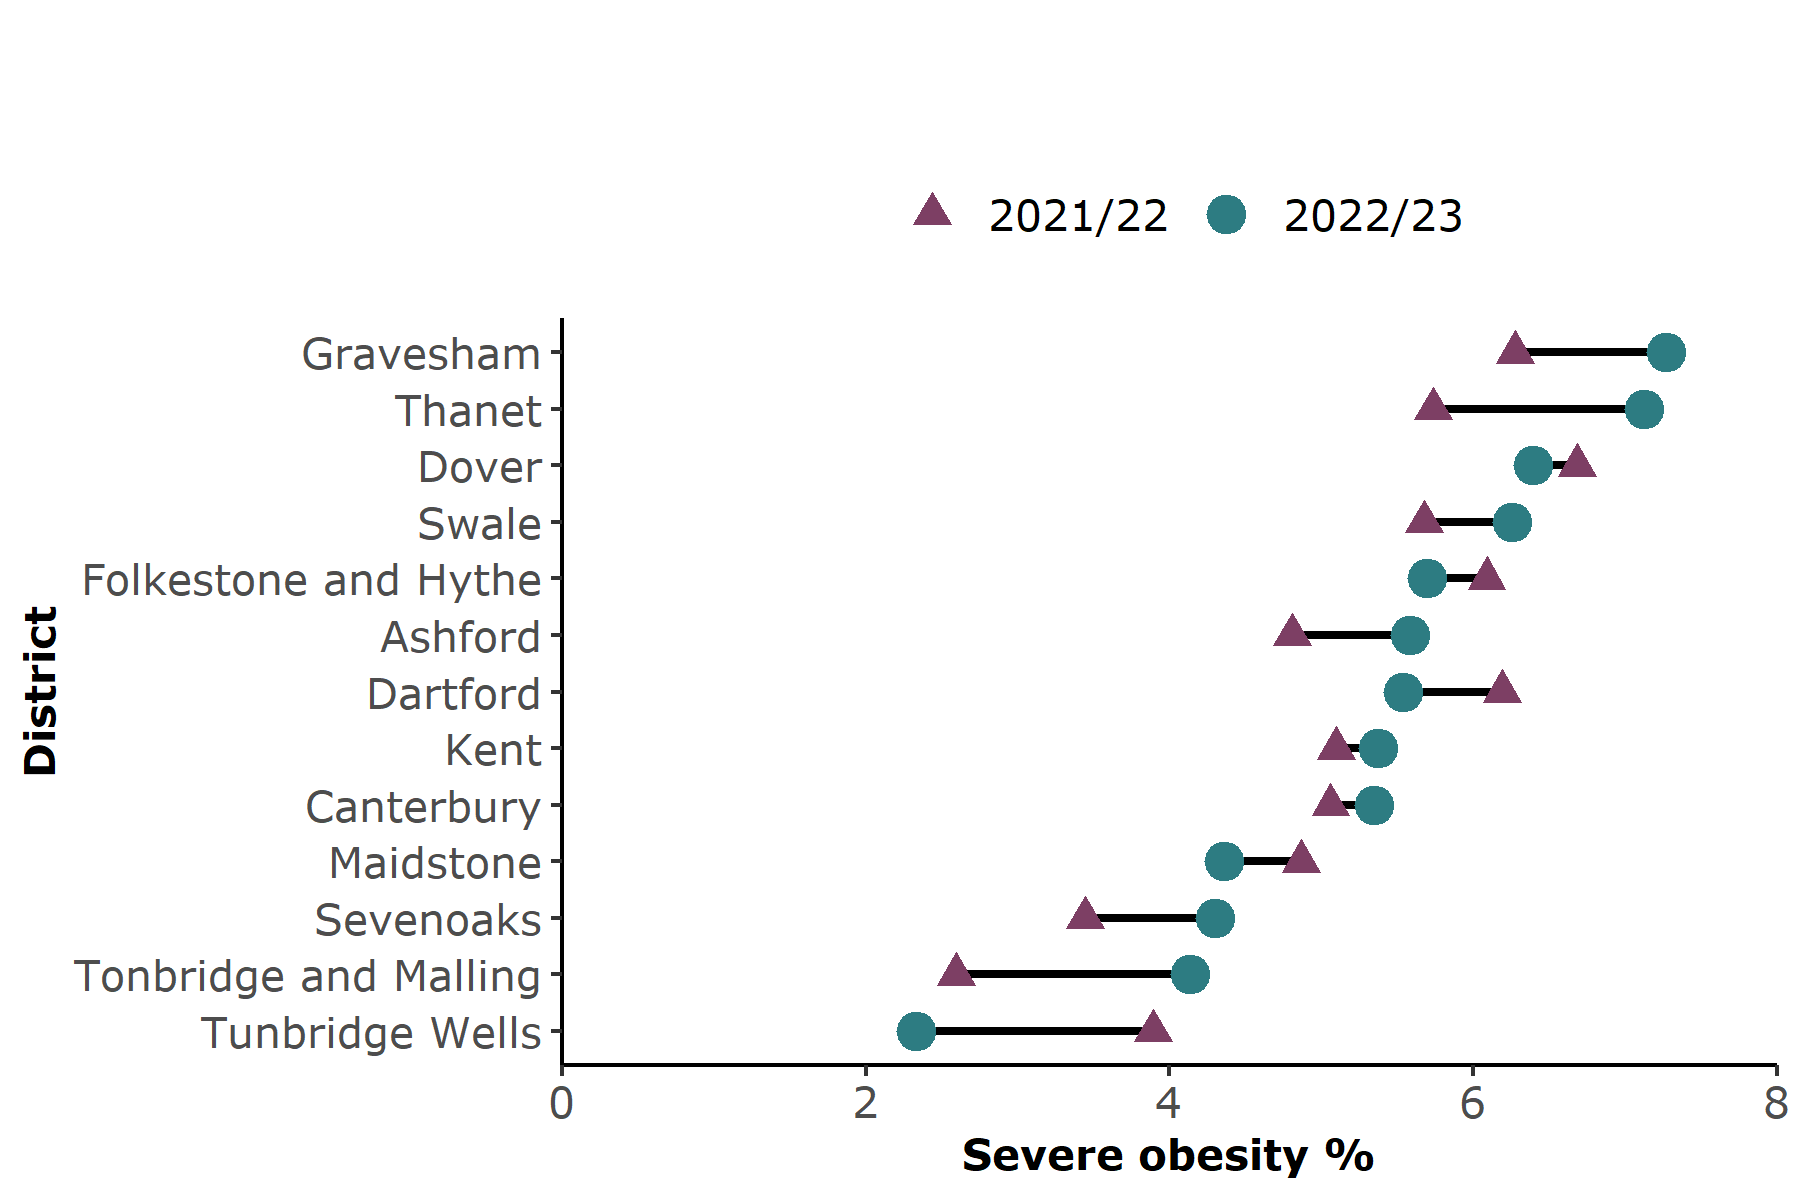 2021/22 2022/23
Gravesham
Thanet
Dover
Swale
Folkestone and Hythe
Ashford
Dartford
Kent
Canterbury
Maidstone
Sevenoaks
Tonbridge and Malling
Tunbridge Wells
District
0 2 4 6 8
Severe obesity %